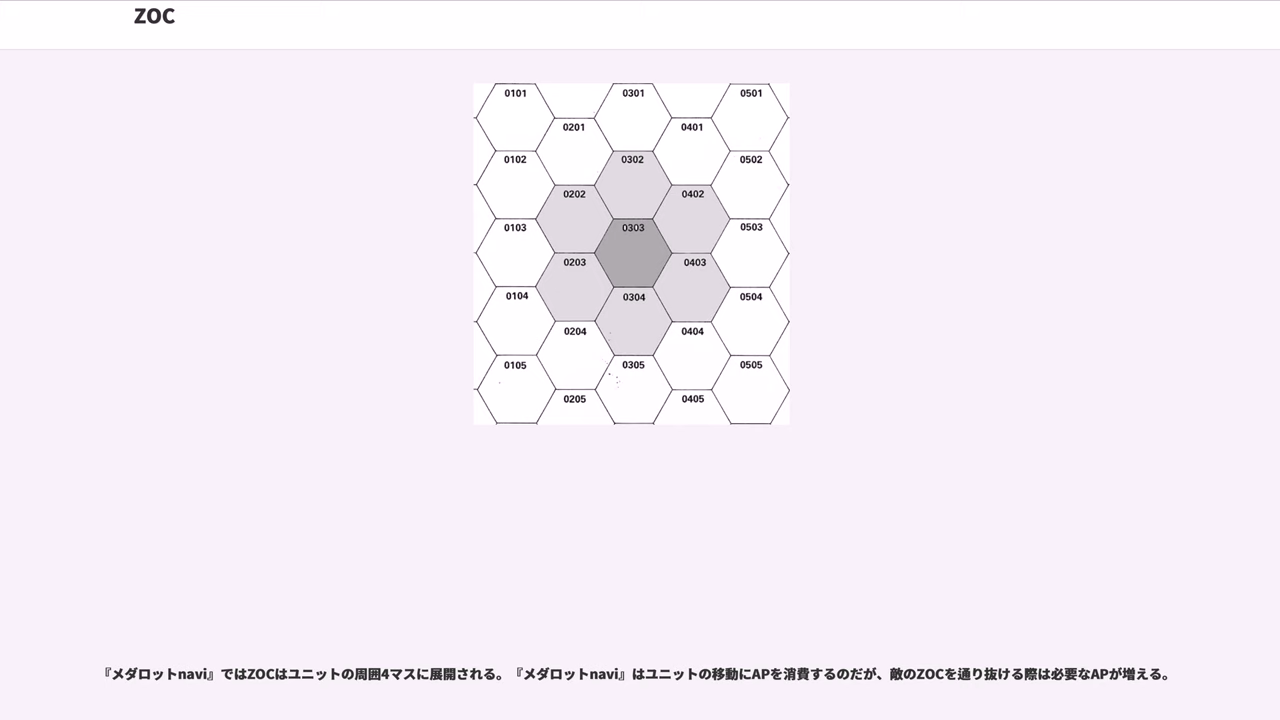 ZOC
0101 0301 0501
0201 0401
0102 0302 0502
0202 0402
0103 0303 0503
0203 0403
0104 0304 0504
0204 0404
0105 0305 0505
0205 0405
『メダロットnavi』ではZOCはユニットの周囲4マスに展開される。『メダロットnavi』はユニットの移動にAPを消費するのだが、敵のZOCを通り抜ける際は必要なAPが増える。